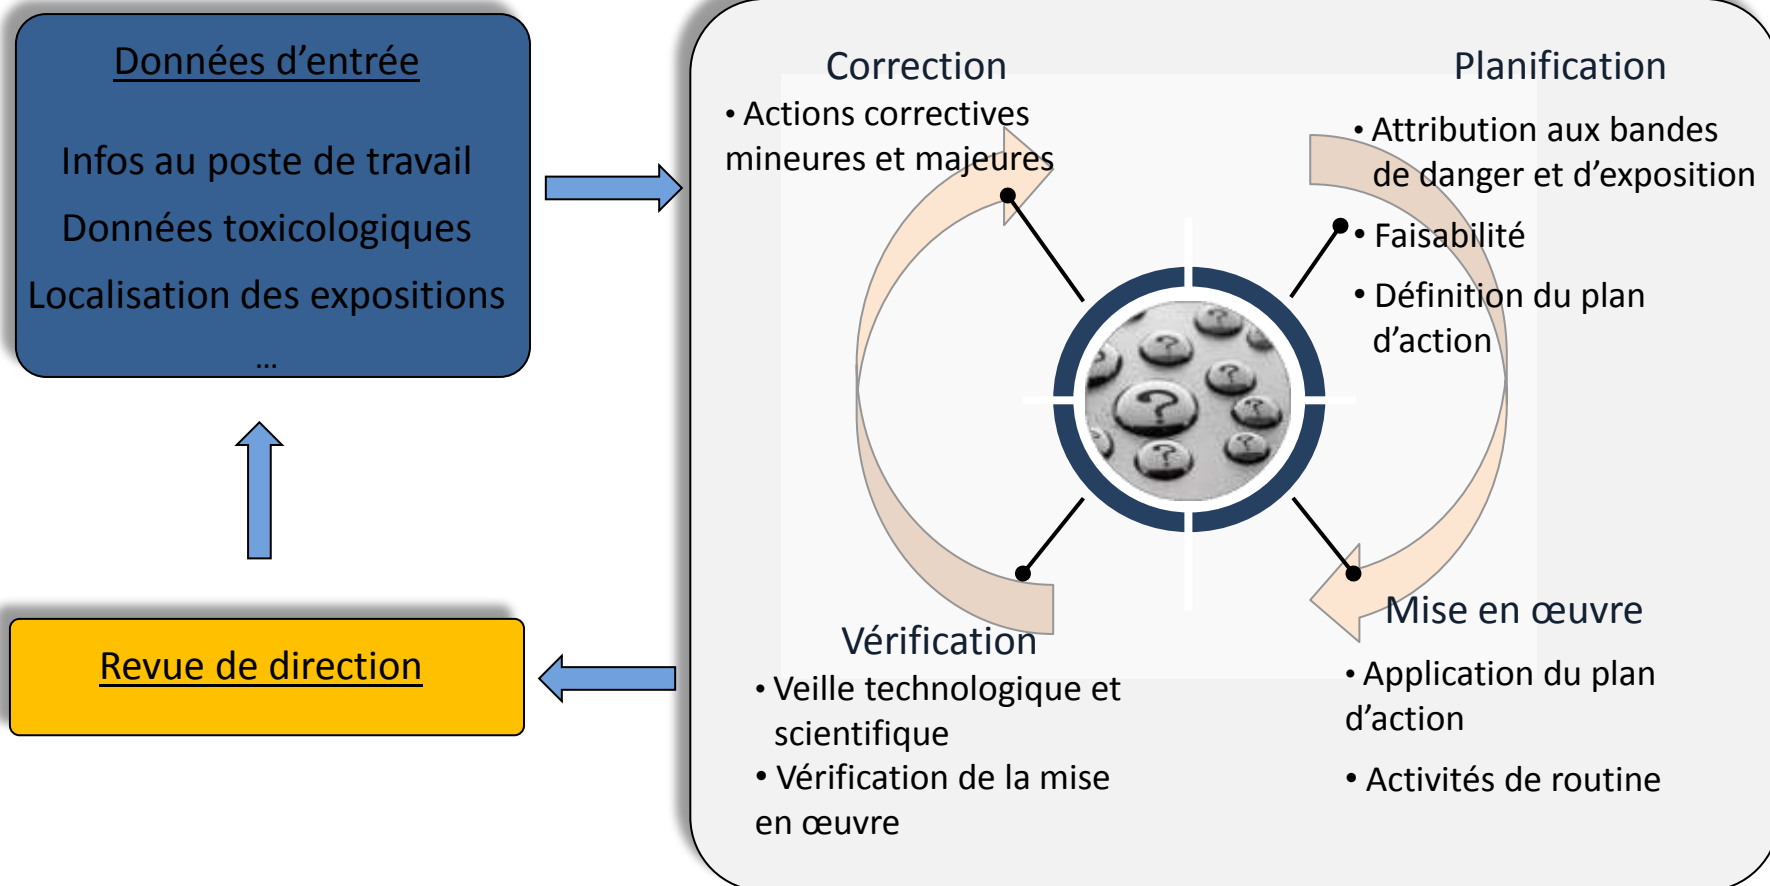 Données d’entrée
Infos au poste de travail
Données toxicologiques
Localisation des expositions
...
Revue de direction
Correction
• Actions correctives
mineures et majeures
Planification
• Attribution aux bandes
de danger et d’exposition
• Faisabilité
• Définition du plan
d’action
Vérification
• Veille technologique et
scientifique
• Vérification de la mise
en œuvre
Mise en œuvre
• Application du plan
d’action
• Activités de routine
? ? ? ? ? ? ? ?